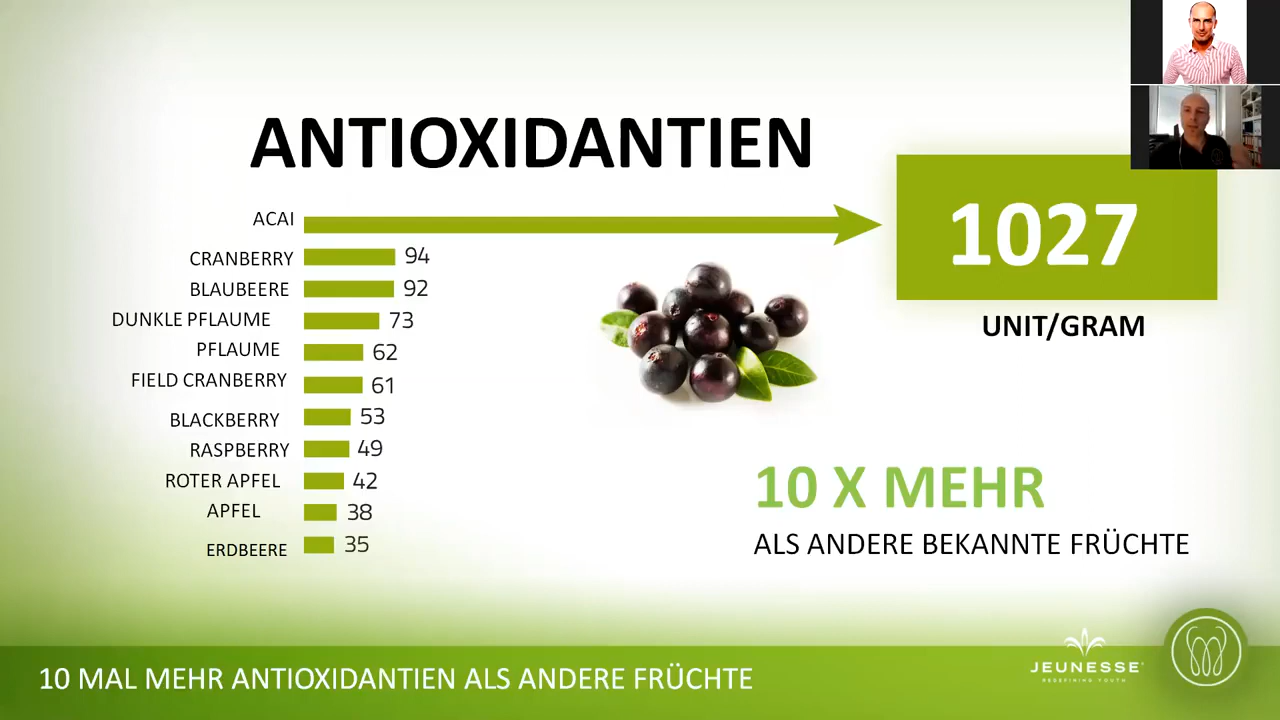 ANTIOXIDANTIEN
ACAI
1027
UNIT/GRAM
CRANBERRY 94
BLAUBEERE 92
DUNKLE PFLAUME 73
PFLAUME 62
FIELD CRANBERRY 61
BLACKBERRY 53
RASPBERRY 49
ROTER APFEL 42
APFEL 38
ERDBEERE 35
10 X MEHR
ALS ANDERE BEKANNTE FRÜCHTE
10 MAL MEHR ANTIOXIDANTIEN ALS ANDERE FRÜCHTE
JEUNESSE
REDEFINING YOUTH